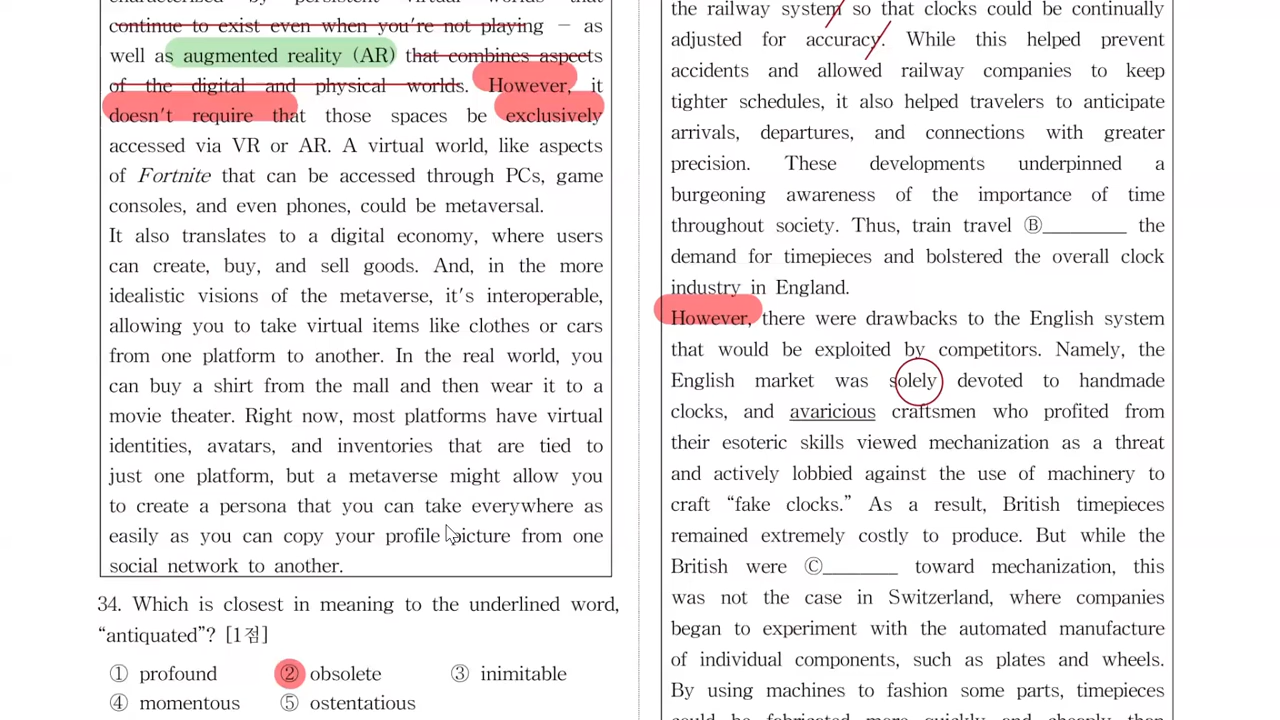 characterized by persistent virtual worlds that
continue to exist even when you're not playing — as
well as augmented reality (AR) that combines aspects
of the digital and physical worlds. However, it
doesn't require that those spaces be exclusively
accessed via VR or AR. A virtual world, like aspects
of Fortnite that can be accessed through PCs, game
consoles, and even phones, could be metaversal.
It also translates to a digital economy, where users
can create, buy, and sell goods. And, in the more
idealistic visions of the metaverse, it's interoperable,
allowing you to take virtual items like clothes or cars
from one platform to another. In the real world, you
can buy a shirt from the mall and then wear it to a
movie theater. Right now, most platforms have virtual
identities, avatars, and inventories that are tied to
just one platform, but a metaverse might allow you
to create a persona that you can take everywhere as
easily as you can copy your profile picture from one
social network to another.
34. Which is closest in meaning to the underlined word,
“antiquated”? [1점]
① profound ② obsolete ③ inimitable
④ momentous ⑤ ostentatious
the railway system so that clocks could be continually
adjusted for accuracy. While this helped prevent
accidents and allowed railway companies to keep
tighter schedules, it also helped travelers to anticipate
arrivals, departures, and connections with greater
precision. These developments underpinned a
burgeoning awareness of the importance of time
throughout society. Thus, train travel Ⓑ________ the
demand for timepieces and bolstered the overall clock
industry in England.
However, there were drawbacks to the English system
that would be exploited by competitors. Namely, the
English market was solely devoted to handmade
clocks, and avaricious craftsmen who profited from
their esoteric skills viewed mechanization as a threat
and actively lobbied against the use of machinery to
craft “fake clocks.” As a result, British timepieces
remained extremely costly to produce. But while the
British were Ⓒ_______ toward mechanization, this
was not the case in Switzerland, where companies
began to experiment with the automated manufacture
of individual components, such as plates and wheels.
By using machines to fashion some parts, timepieces
could be fabricated more quickly and cheaply than